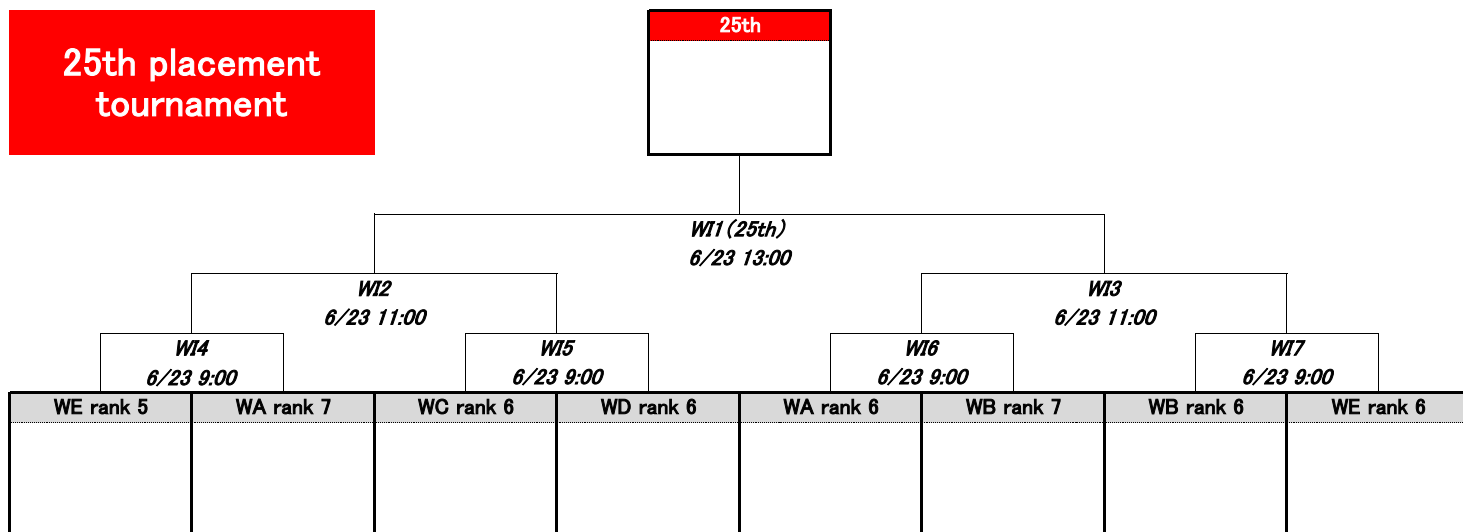 25th placement
tournament
25th
WI1(25th)
6/23 13:00
WI2
6/23 11:00
WI3
6/23 11:00
WI4
6/23 9:00
WI5
6/23 9:00
WI6
6/23 9:00
WI7
6/23 9:00
WE rank 5
WA rank 7
WC rank 6
WD rank 6
WA rank 6
WB rank 7
WB rank 6
WE rank 6